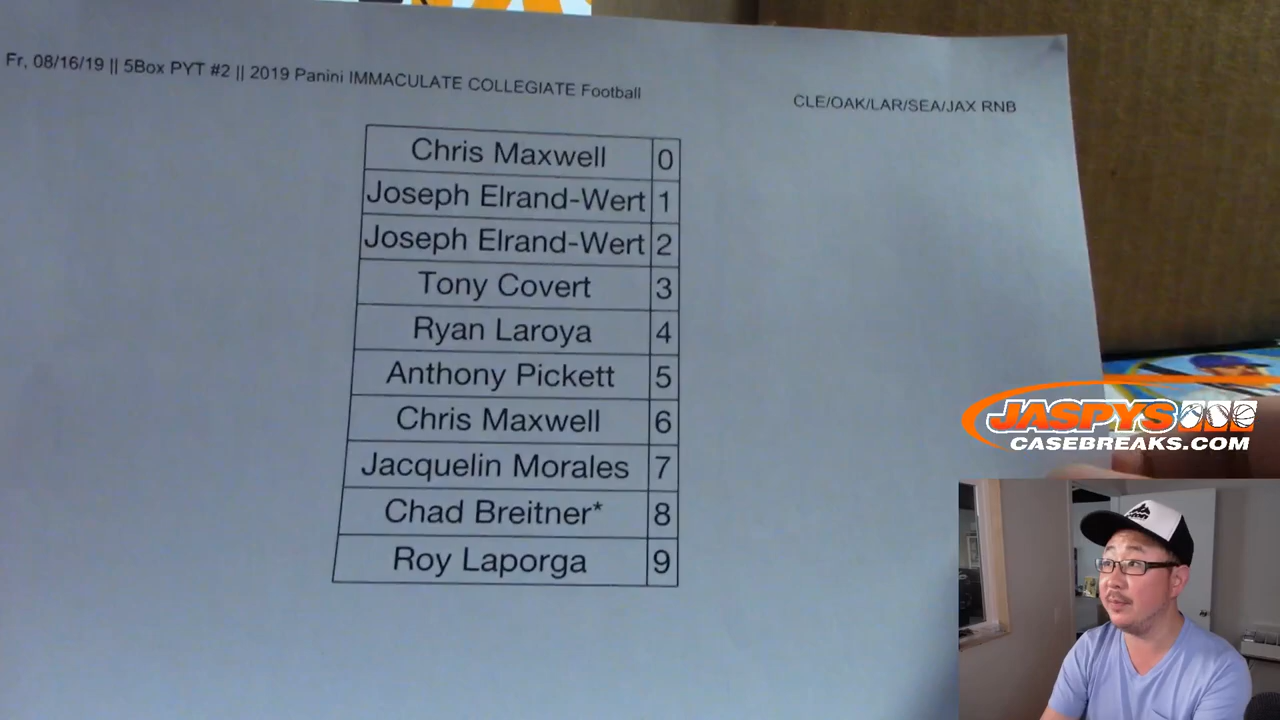 Fr, 08/16/19 || 5Box PYT #2 || 2019 Panini IMMACULATE COLLEGIATE Football
CLE/OAK/LAR/SEA/JAX RNB
Chris Maxwell 0
Joseph Elrand-Wert 1
Joseph Elrand-Wert 2
Tony Covert 3
Ryan Laroya 4
Anthony Pickett 5
Chris Maxwell 6
Jacquelin Morales 7
Chad Breitner* 8
Roy Laporga 9
JASPYS
CASEBREAKS.COM